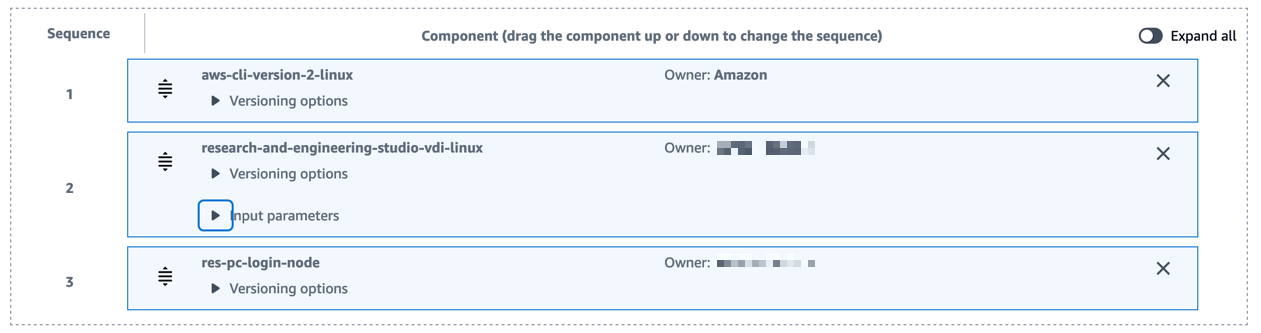 Sequence
Component (drag the component up or down to change the sequence)
Expand all
1
aws-cli-version-2-linux
Owner: Amazon
Versioning options
2
research-and-engineering-studio-vdi-linux
Owner:
Versioning options
Input parameters
3
res-pc-login-node
Owner:
Versioning options